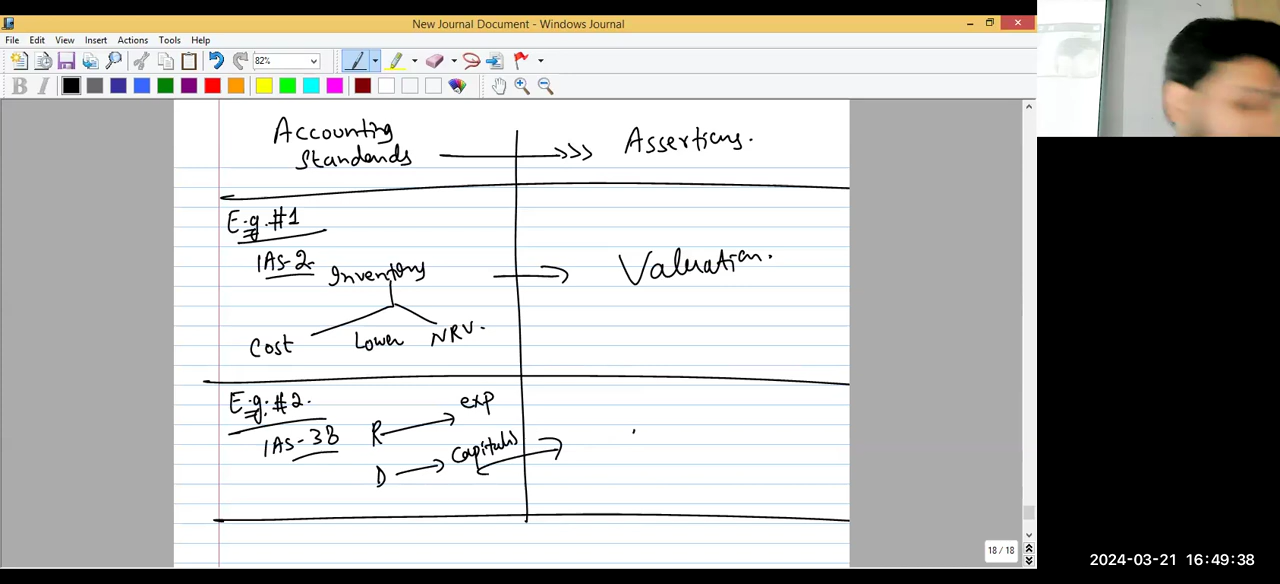 New Journal Document - Windows Journal
File Edit View Insert Actions Tools Help
82%
B I
Accounting
Standards
Assertions.
E.g. #1
IAS-2
Inventory
Valuation.
Cost Lower NRV.
E.g. #2.
IAS-38
R exp
D Capitalis
18 / 18
2024-03-21 16:49:38